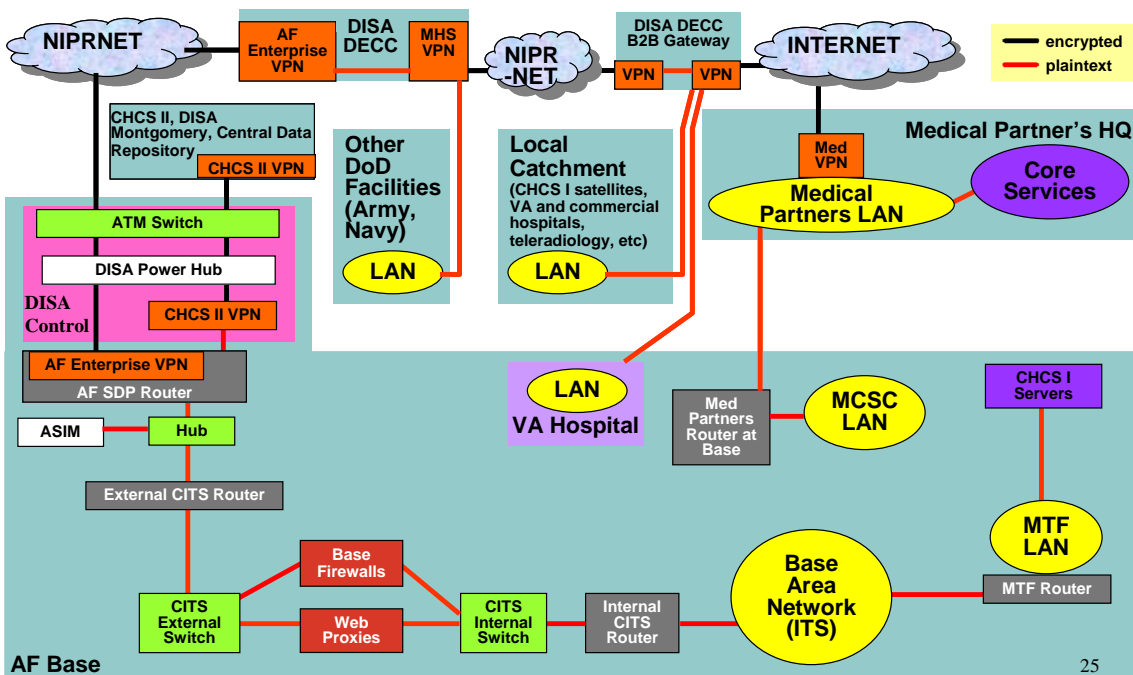 NIPRNET
AF
Enterprise
VPN
DISA
DECC
MHS
VPN
NIPR
-NET
DISA DECC
B2B Gateway
VPN
VPN
INTERNET
encrypted
plaintext
CHCS II, DISA
Montgomery, Central Data
Repository
CHCS II VPN
Other
DoD
Facilities
(Army,
Navy)
LAN
Local
Catchment
(CHCS I satellites,
VA and commercial
hospitals,
teleradiology, etc)
LAN
Medical Partner's HQ
Med
VPN
Medical
Partners LAN
Core
Services
ATM Switch
DISA Power Hub
DISA
Control
CHCS II VPN
AF Enterprise VPN
AF SDP Router
ASIM
Hub
External CITS Router
LAN
VA Hospital
Med
Partners
Router at
Base
MCSC
LAN
CHCS I
Servers
MTF
LAN
MTF Router
Base
Firewalls
Web
Proxies
CITS
External
Switch
CITS
Internal
Switch
Internal
CITS
Router
Base
Area
Network
(ITS)
AF Base
25